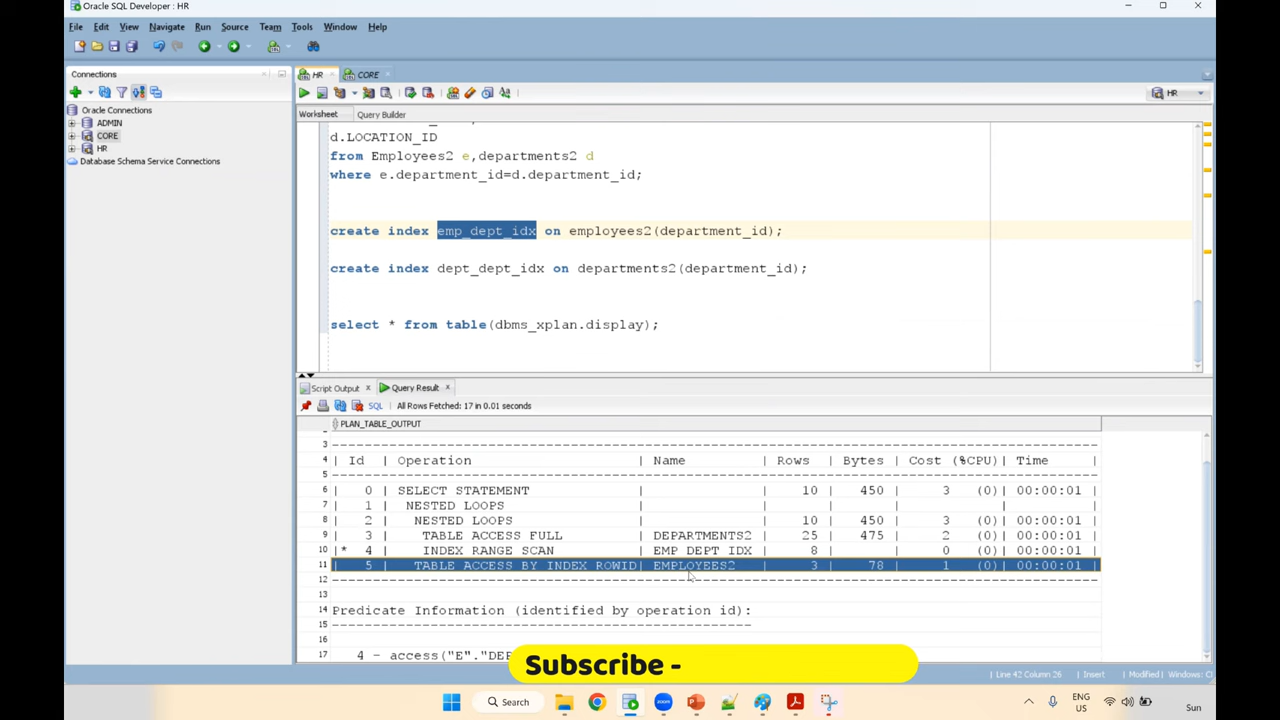 Oracle SQL Developer : HR
File Edit View Navigate Run Source Team Tools Window Help
Connections
Oracle Connections
ADMIN
CORE
HR
Database Schema Service Connections
HR CORE
HR
Worksheet Query Builder
d.LOCATION_ID
from Employees2 e,departments2 d
where e.department_id=d.department_id;
create index emp_dept_idx on employees2(department_id);
create index dept_dept_idx on departments2(department_id);
select * from table(dbms_xplan.display);
Script Output x Query Result x
SQL All Rows Fetched: 17 in 0.01 seconds
PLAN_TABLE_OUTPUT
3 --------------------------------------------------------------------------------------------
4 | Id | Operation | Name | Rows | Bytes | Cost (%CPU)| Time |
5 --------------------------------------------------------------------------------------------
6 | 0 | SELECT STATEMENT | | 10 | 450 | 3 (0)| 00:00:01 |
7 | 1 | NESTED LOOPS | | | | | |
8 | 2 | NESTED LOOPS | | 10 | 450 | 3 (0)| 00:00:01 |
9 | 3 | TABLE ACCESS FULL | DEPARTMENTS2 | 25 | 475 | 2 (0)| 00:00:01 |
10 |* 4 | INDEX RANGE SCAN | EMP_DEPT_IDX | 8 | | 0 (0)| 00:00:01 |
11 | 5 | TABLE ACCESS BY INDEX ROWID| EMPLOYEES2 | 3 | 78 | 1 (0)| 00:00:01 |
12 --------------------------------------------------------------------------------------------
13
14 Predicate Information (identified by operation id):
15 ---------------------------------------------------
16
17 4 - access("E"."DEP
Subscribe -
Line 42 Column 26 Insert Modified Windows: C
Search
ENG
US
Sun